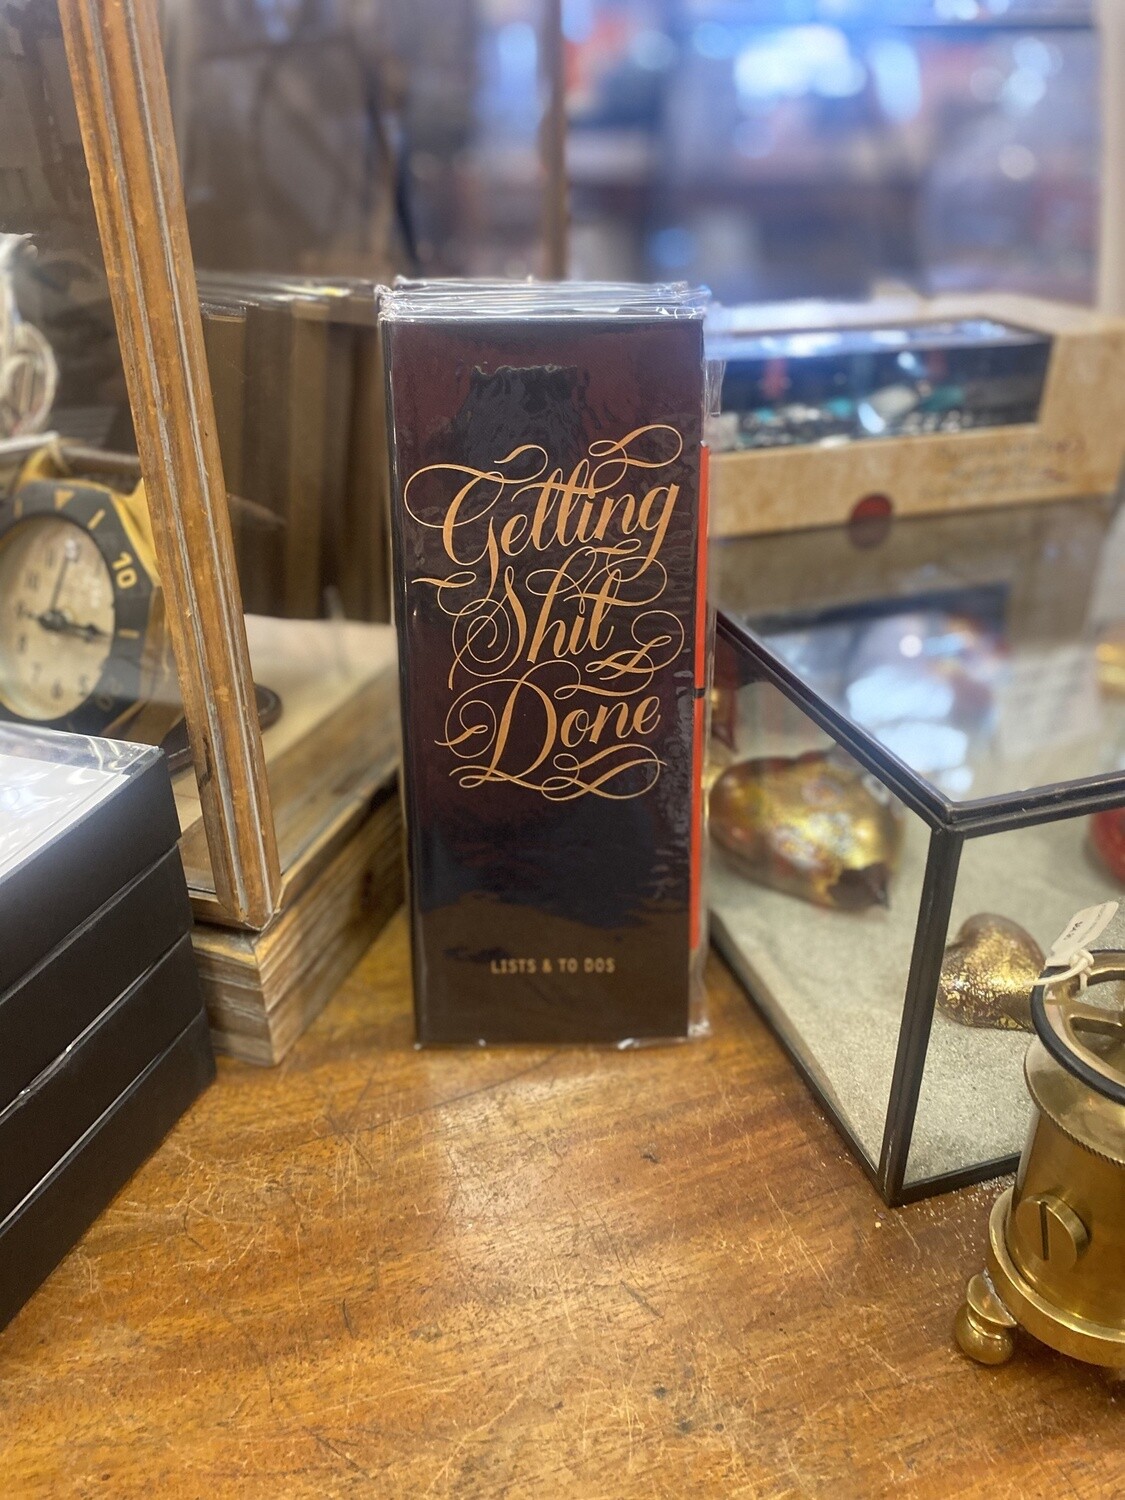 Getting
Shit
Done
LISTS & TO DOS
10